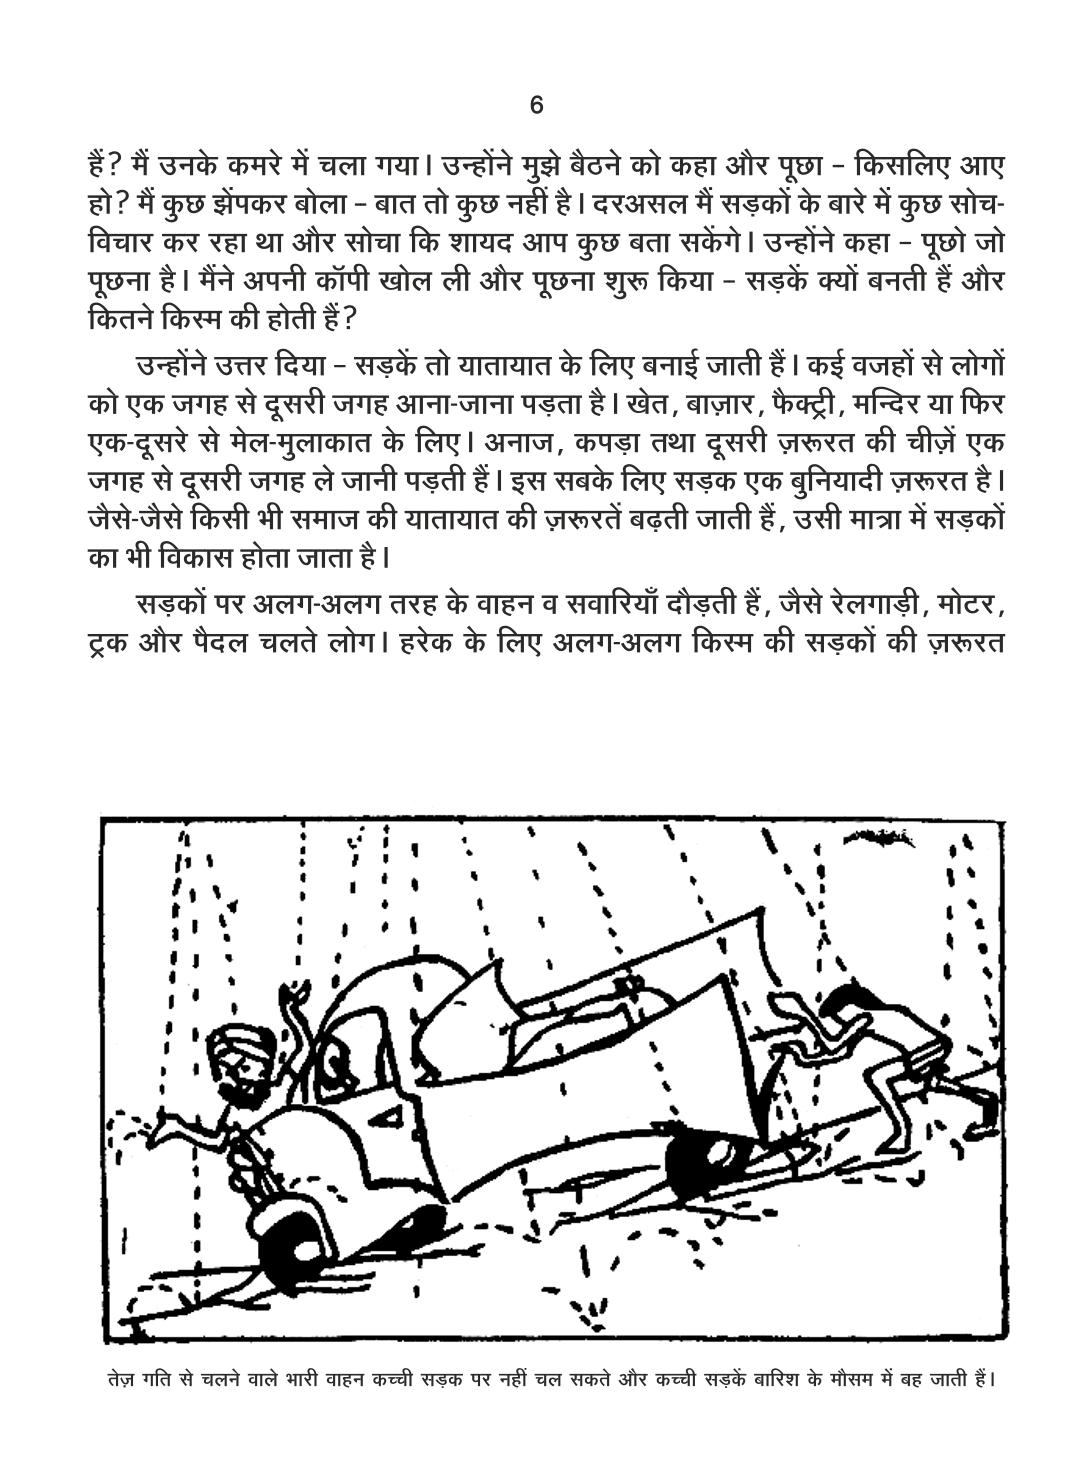 6
हैं? मैं उनके कमरे में चला गया। उन्होंने मुझे बैठने को कहा और पूछा – किसलिए आए
हो? मैं कुछ झेंपकर बोला – बात तो कुछ नहीं है। दरअसल मैं सड़कों के बारे में कुछ सोच-
विचार कर रहा था और सोचा कि शायद आप कुछ बता सकेंगे। उन्होंने कहा – पूछो जो
पूछना है। मैंने अपनी कॉपी खोल ली और पूछना शुरू किया – सड़कें क्यों बनती हैं और
कितने किस्म की होती हैं?
उन्होंने उत्तर दिया – सड़कें तो यातायात के लिए बनाई जाती हैं। कई वजहों से लोगों
को एक जगह से दूसरी जगह आना-जाना पड़ता है। खेत, बाज़ार, फैक्ट्री, मन्दिर या फिर
एक-दूसरे से मेल-मुलाकात के लिए। अनाज, कपड़ा तथा दूसरी ज़रूरत की चीज़ें एक
जगह से दूसरी जगह ले जानी पड़ती हैं। इस सबके लिए सड़क एक बुनियादी ज़रूरत है।
जैसे-जैसे किसी भी समाज की यातायात की ज़रूरतें बढ़ती जाती हैं, उसी मात्रा में सड़कों
का भी विकास होता जाता है।
सड़कों पर अलग-अलग तरह के वाहन व सवारियाँ दौड़ती हैं, जैसे रेलगाड़ी, मोटर,
ट्रक और पैदल चलते लोग। हरेक के लिए अलग-अलग किस्म की सड़कों की ज़रूरत
तेज़ गति से चलने वाले भारी वाहन कच्ची सड़क पर नहीं चल सकते और कच्ची सड़कें बारिश के मौसम में बह जाती हैं।